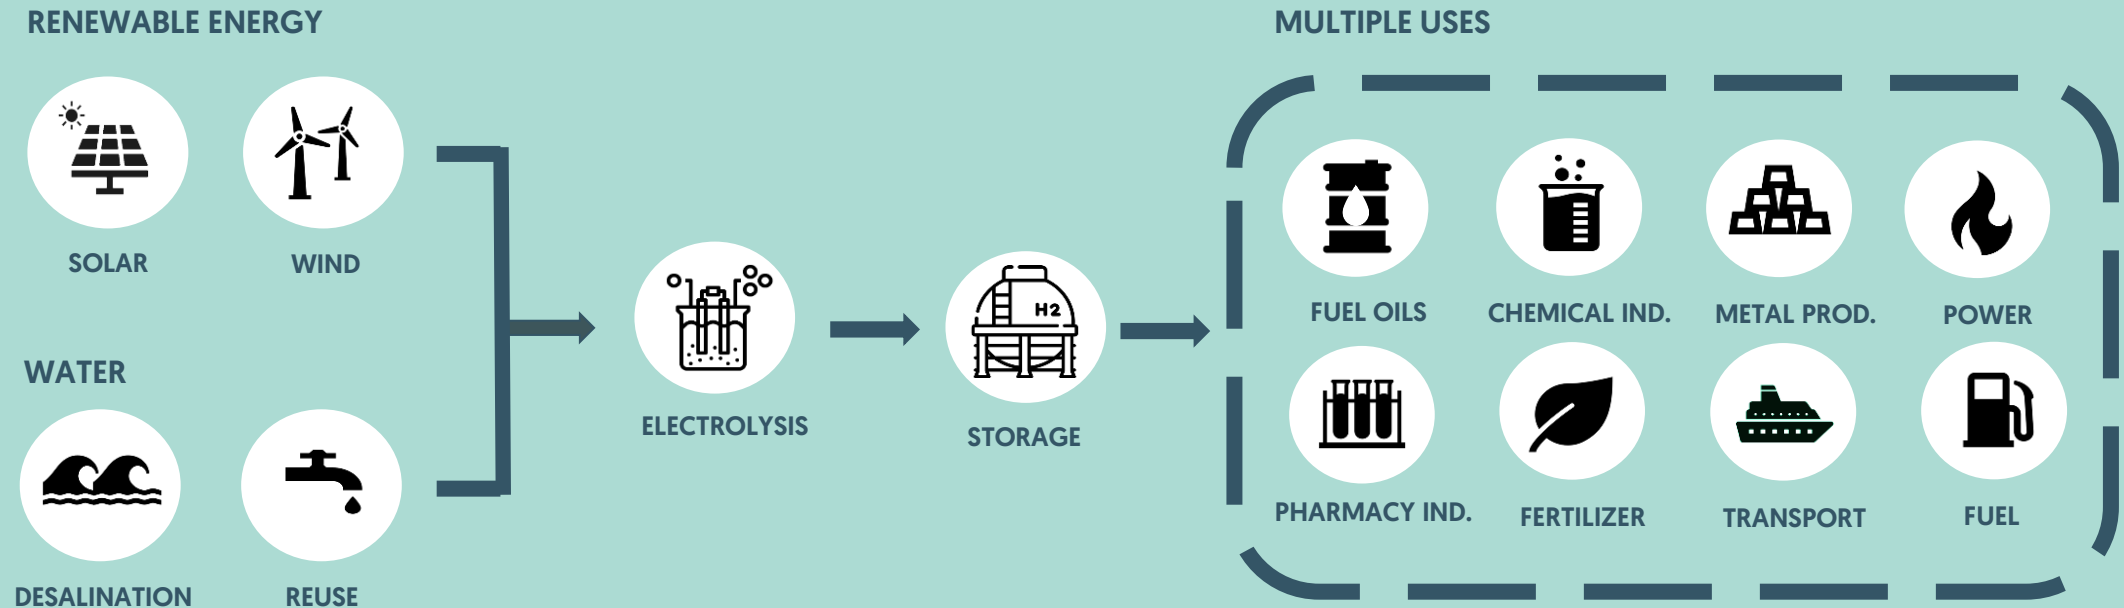 RENEWABLE ENERGY
SOLAR
WIND
WATER
DESALINATION
REUSE
ELECTROLYSIS
H2
STORAGE
MULTIPLE USES
FUEL OILS
CHEMICAL IND.
METAL PROD.
POWER
PHARMACY IND.
FERTILIZER
TRANSPORT
FUEL